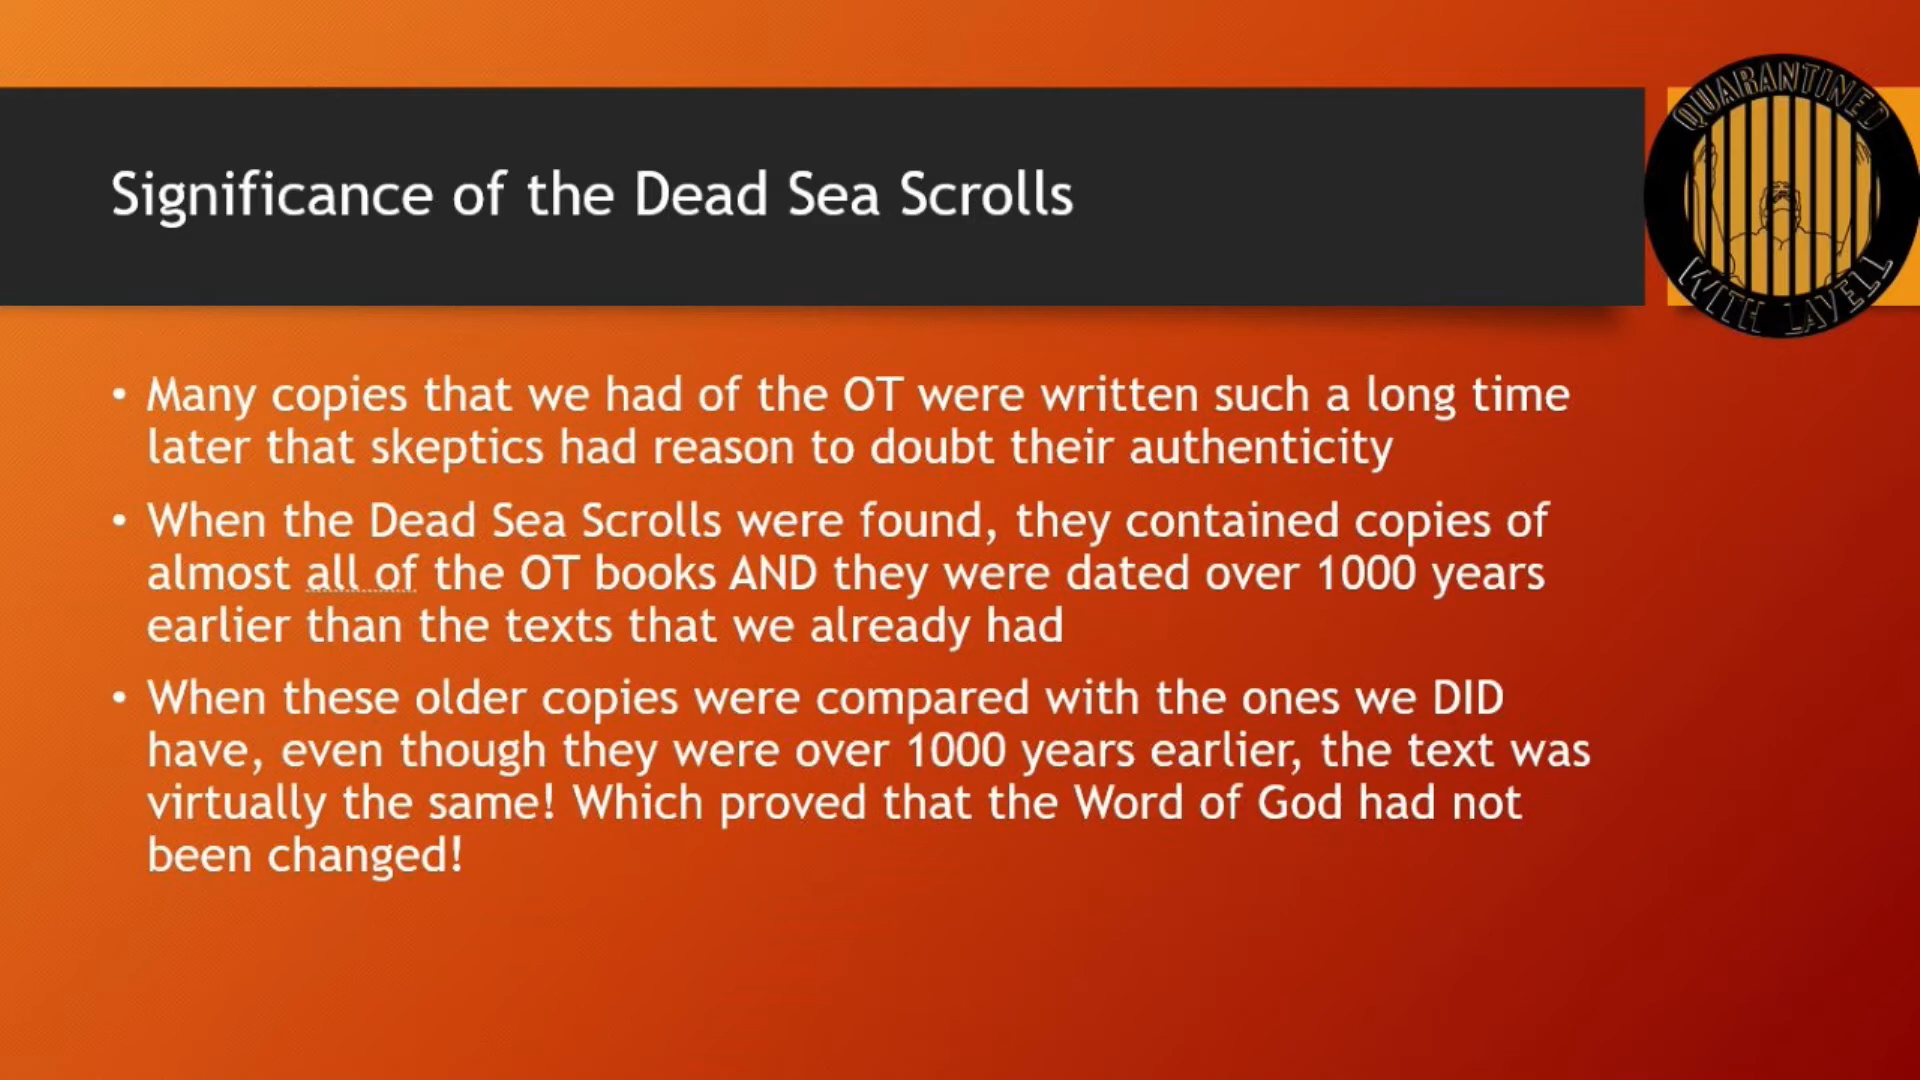 QUARANTINED
WITH LAVELL
Significance of the Dead Sea Scrolls
• Many copies that we had of the OT were written such a long time
later that skeptics had reason to doubt their authenticity
• When the Dead Sea Scrolls were found, they contained copies of
almost all of the OT books AND they were dated over 1000 years
earlier than the texts that we already had
• When these older copies were compared with the ones we DID
have, even though they were over 1000 years earlier, the text was
virtually the same! Which proved that the Word of God had not
been changed!